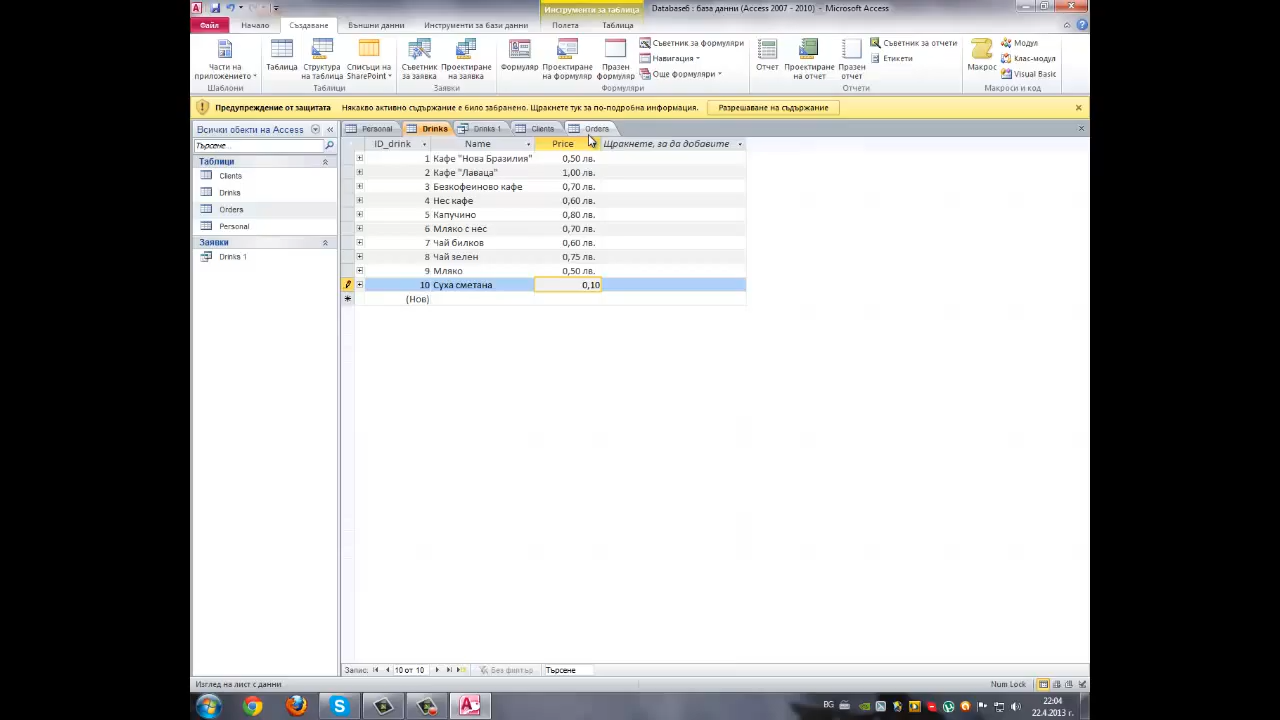 Инструменти за таблица
Database6 : база данни (Access 2007 - 2010) – Microsoft Access
Файл
Начало
Създаване
Външни данни
Инструменти за бази данни
Полета
Таблица
Части на приложението
Таблица
Структура на таблица
Списъци на SharePoint
Съветник за заявка
Проектиране на заявка
Формуляр
Проектиране на формуляр
Празен формуляр
Съветник за формуляри
Навигация
Още формуляри
Отчет
Проектиране на отчет
Празен отчет
Съветник за отчети
Етикети
Макрос
Модул
Клас-модул
Visual Basic
Шаблони
Таблици
Заявки
Формуляри
Отчети
Макроси и код
Предупреждение от защитата
Някакво активно съдържание е било забранено. Щракнете тук за по-подробна информация.
Разрешаване на съдържание
Всички обекти на Access
Търсене...
Таблици
Clients
Drinks
Orders
Personal
Заявки
Drinks 1
Personal
Drinks
Drinks 1
Clients
Orders
ID_drink Name Price Щракнете, за да добавите
1 Кафе "Нова Бразилия" 0,50 лв.
2 Кафе "Лаваца" 1,00 лв.
3 Безкофеиново кафе 0,70 лв.
4 Нес кафе 0,60 лв.
5 Капучино 0,80 лв.
6 Мляко с нес 0,70 лв.
7 Чай билков 0,60 лв.
8 Чай зелен 0,75 лв.
9 Мляко 0,50 лв.
10 Суха сметана 0,10
(Нов)
Запис: 10 от 10 Без филтър Търсене
Изглед на лист с данни
Num Lock
BG
22:04
22.4.2013 г.